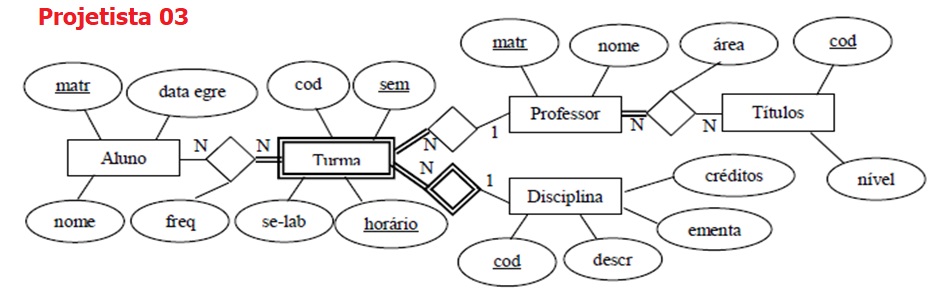 Projetista 03
matr
data egre
cod
sem
matr
nome
área
cod
Aluno
N
N
Turma
N
1
Professor
N
N
Títulos
N
1
Disciplina
créditos
nível
nome
freq
se-lab
horário
cod
descr
ementa